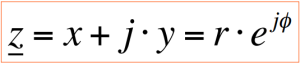 z = x + j · y = r · e^{jϕ}